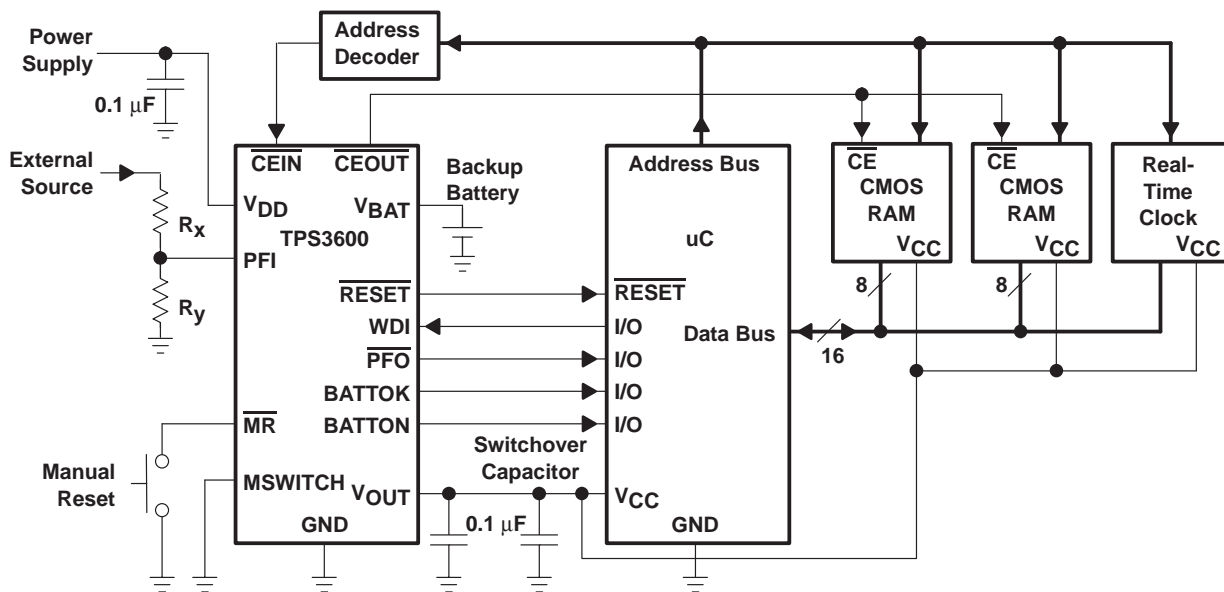 Power
Supply
0.1 μF
Address
Decoder
External
Source
Rx
Ry
CEIN
CEOUT
VDD
VBAT
TPS3600
PFI
RESET
WDI
PFO
BATTOK
MR
BATTON
MSWITCH
VOUT
GND
Backup
Battery
Manual
Reset
Switchover
Capacitor
0.1 μF
Address Bus
uC
RESET
I/O
Data Bus
I/O
I/O
I/O
VCC
GND
16
CE
CMOS
RAM
VCC
8
CE
CMOS
RAM
VCC
8
Real-
Time
Clock
VCC